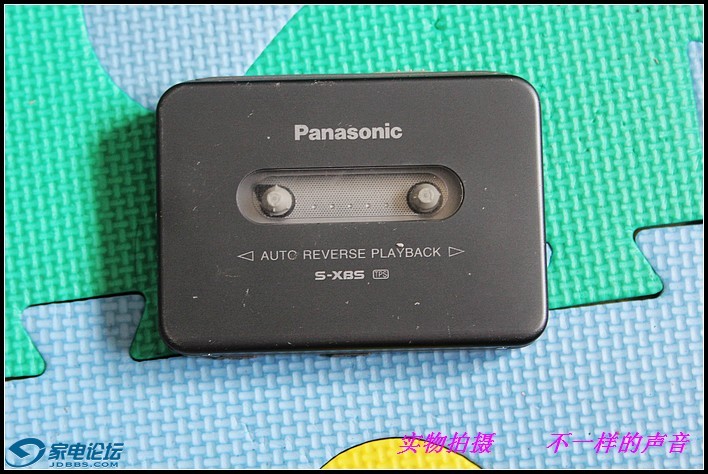 Panasonic
◁ AUTO REVERSE PLAYBACK ▷
S-XBS TPS
实物拍摄 不一样的声音
家电论坛
JDBBS.COM